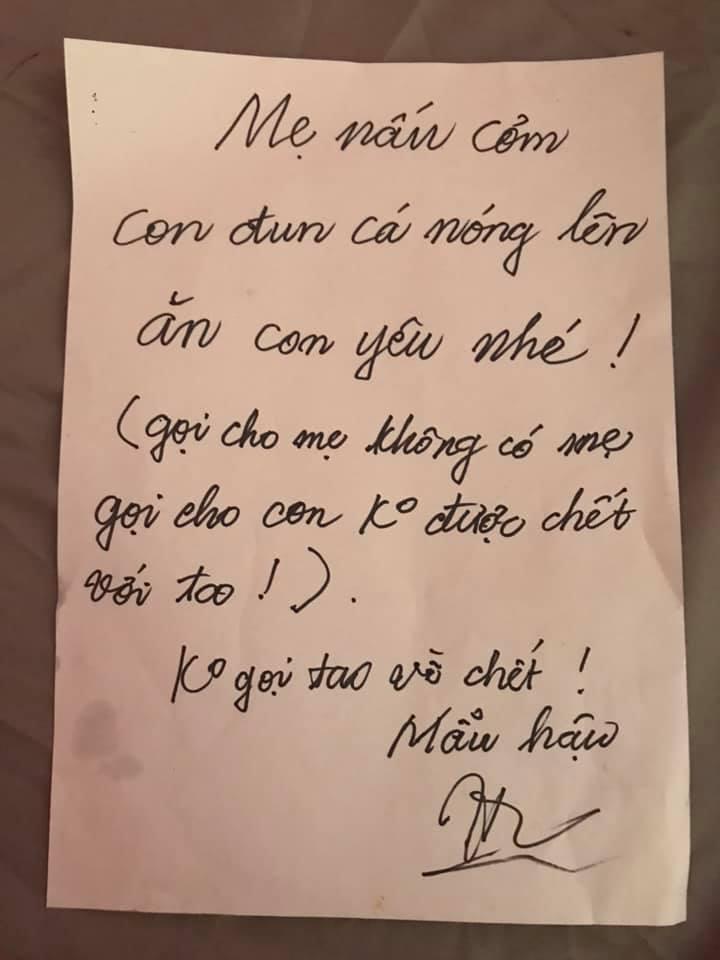 Mẹ nấu cơm
con đun cá nóng lên
ăn con yêu nhé !
(gọi cho mẹ không có mẹ
gọi cho con K° được chết
với tao ! ) .
K° gọi tao về chết !
Mẫu hậu